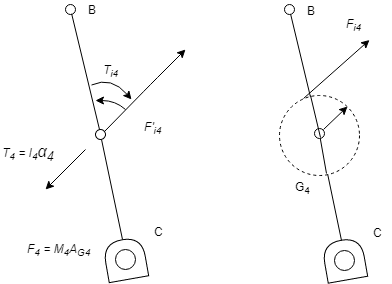 B
B
T_i4
F_i4
F'_i4
T_4 = I_4α_4
G_4
C
C
F_4 = M_4A_G4